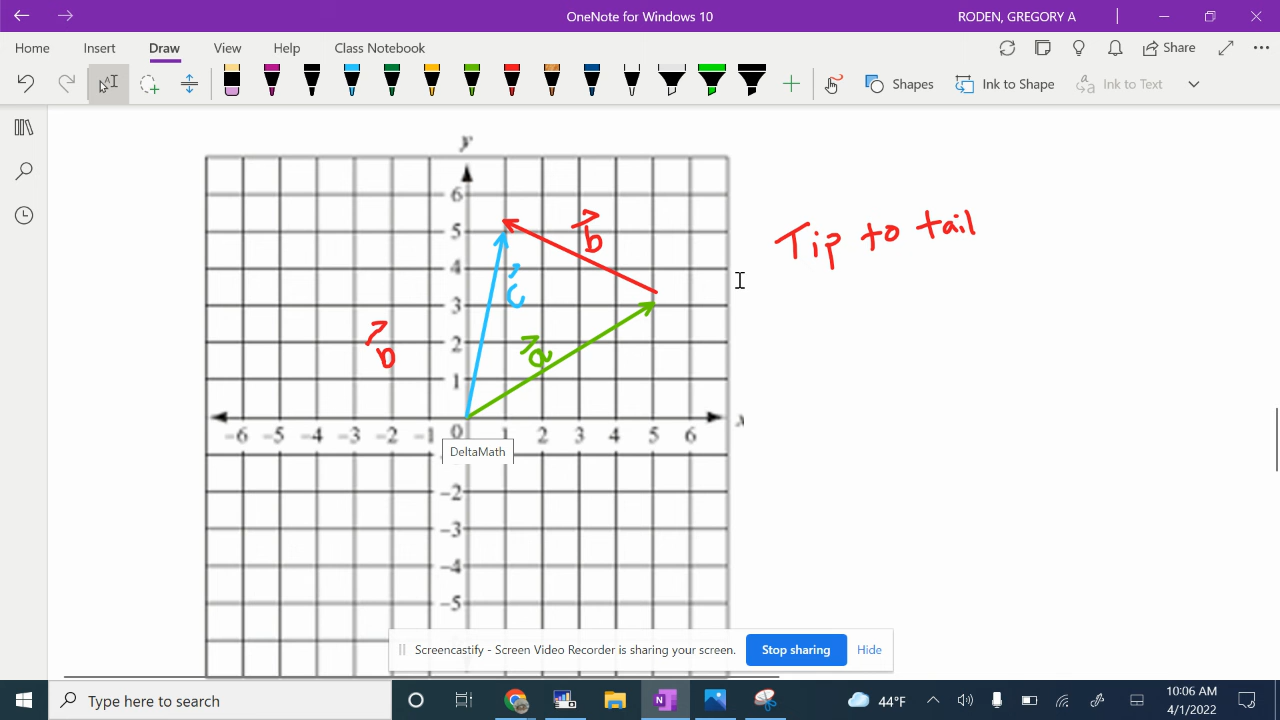 OneNote for Windows 10
RODEN, GREGORY A
Home Insert Draw View Help Class Notebook
Share
Shapes Ink to Shape Ink to Text
y
6
5
4
3
2
1
b
c
a
b
Tip to tail
-6 -5 -4 -3 -2 -1 0 1 2 3 4 5 6
x
DeltaMath
-2
-3
-4
-5
Screencastify - Screen Video Recorder is sharing your screen.
Stop sharing
Hide
Type here to search
44°F
10:06 AM
4/1/2022